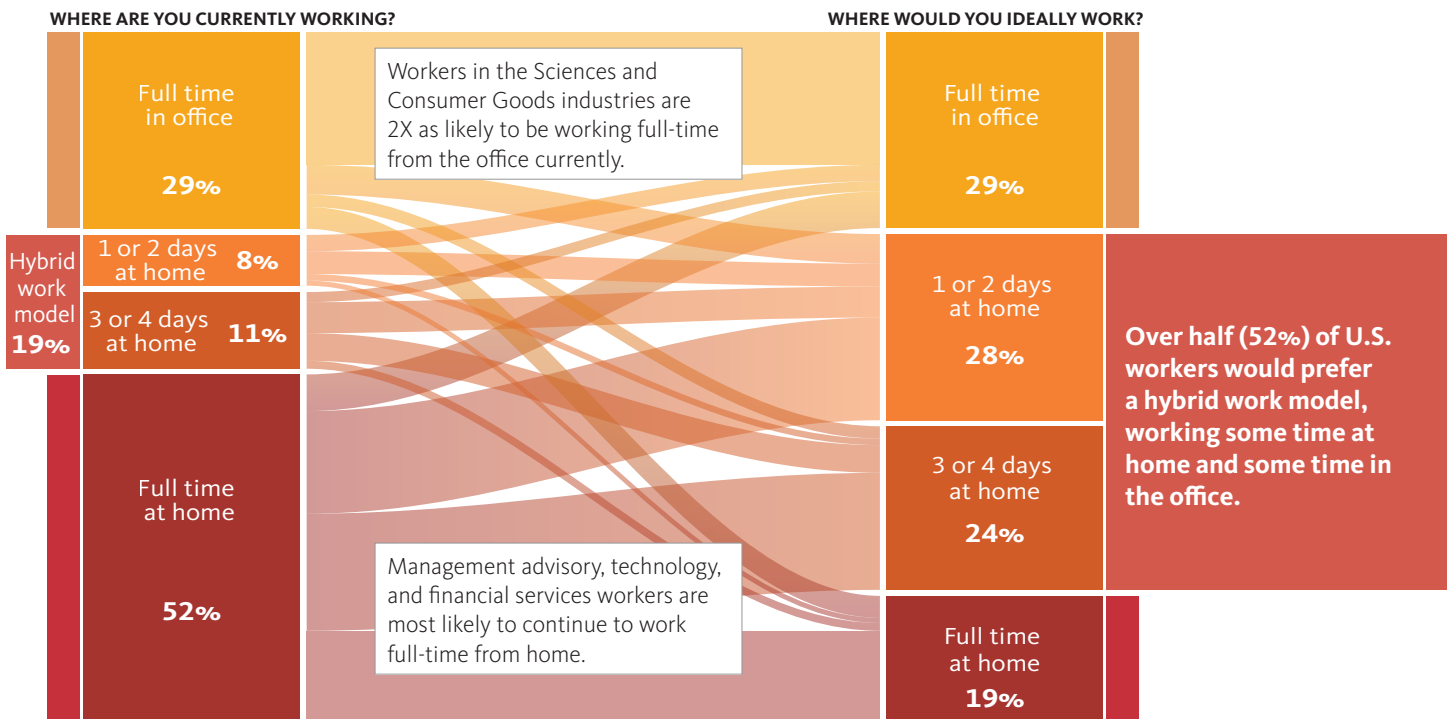 WHERE ARE YOU CURRENTLY WORKING?
WHERE WOULD YOU IDEALLY WORK?
Full time
in office
29%
Workers in the Sciences and
Consumer Goods industries are
2X as likely to be working full-time
from the office currently.
Full time
in office
29%
Hybrid
work
model
19%
1 or 2 days
at home
8%
3 or 4 days
at home
11%
1 or 2 days
at home
28%
Over half (52%) of U.S.
workers would prefer
a hybrid work model,
working some time at
home and some time in
the office.
3 or 4 days
at home
24%
Full time
at home
52%
Management advisory, technology,
and financial services workers are
most likely to continue to work
full-time from home.
Full time
at home
19%